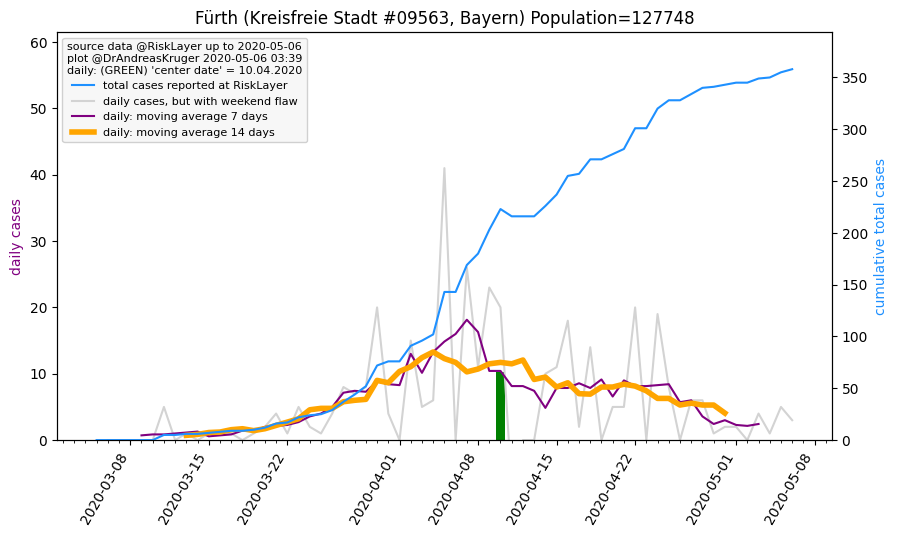 Fürth (Kreisfreie Stadt #09563, Bayern) Population=127748
source data @RiskLayer up to 2020-05-06
plot @DrAndreasKruger 2020-05-06 03:39
daily: (GREEN) 'center date' = 10.04.2020
total cases reported at RiskLayer
daily cases, but with weekend flaw
daily: moving average 7 days
daily: moving average 14 days
daily cases
60
50
40
30
20
10
0
cumulative total cases
350
300
250
200
150
100
50
0
2020-03-08
2020-03-15
2020-03-22
2020-04-01
2020-04-08
2020-04-15
2020-04-22
2020-05-01
2020-05-08